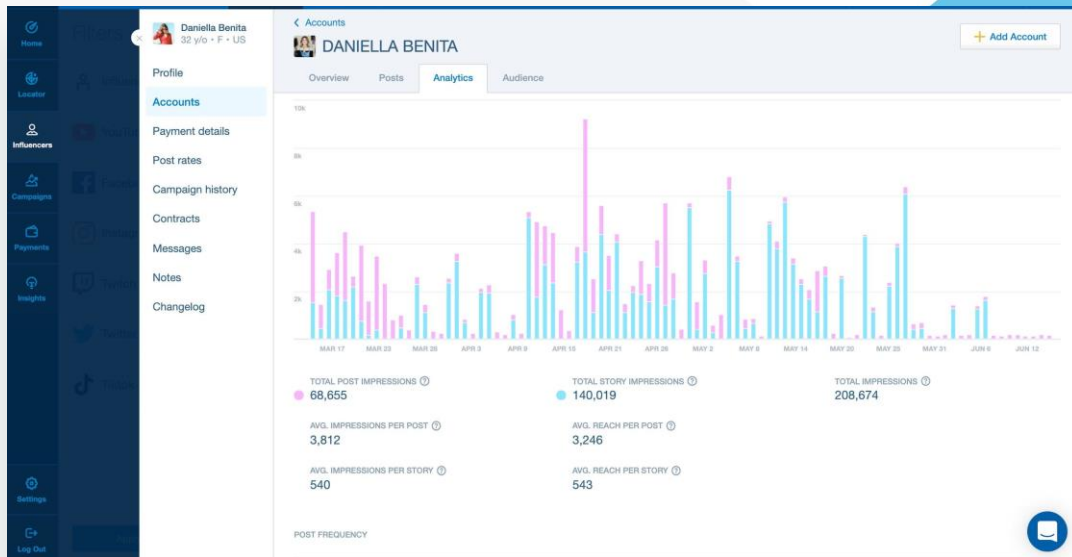 Home
Locator
Influencers
Campaigns
Payments
Insights
Settings
Log Out
Filters
YouTube
Twitch
Daniella Benita
32 y/o • F • US
Profile
Accounts
Payment details
Post rates
Campaign history
Contracts
Messages
Notes
Changelog
Accounts
DANIELLA BENITA
+ Add Account
Overview Posts Analytics Audience
10k
8k
6k
4k
2k
MAR 17 MAR 23 MAR 28 APR 3 APR 9 APR 15 APR 21 APR 26 MAY 2 MAY 8 MAY 14 MAY 20 MAY 25 MAY 31 JUN 6 JUN 12
TOTAL POST IMPRESSIONS TOTAL STORY IMPRESSIONS TOTAL IMPRESSIONS
68,655 140,019 208,674
AVG. IMPRESSIONS PER POST AVG. REACH PER POST
3,812 3,246
AVG. IMPRESSIONS PER STORY AVG. REACH PER STORY
540 543
POST FREQUENCY